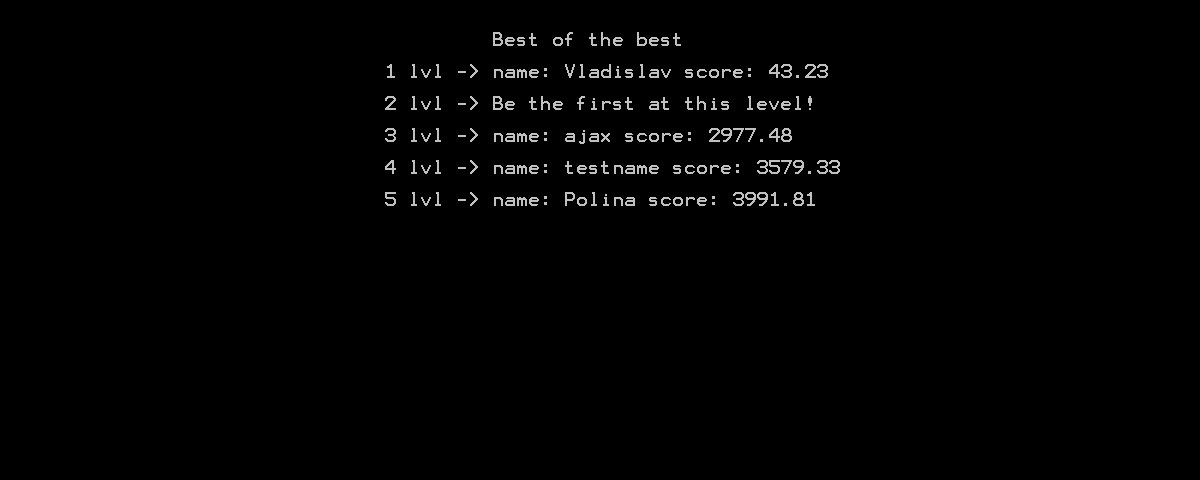 Best of the best
1 lvl -> name: Vladislav score: 43.23
2 lvl -> Be the first at this level!
3 lvl -> name: ajax score: 2977.48
4 lvl -> name: testname score: 3579.33
5 lvl -> name: Polina score: 3991.81